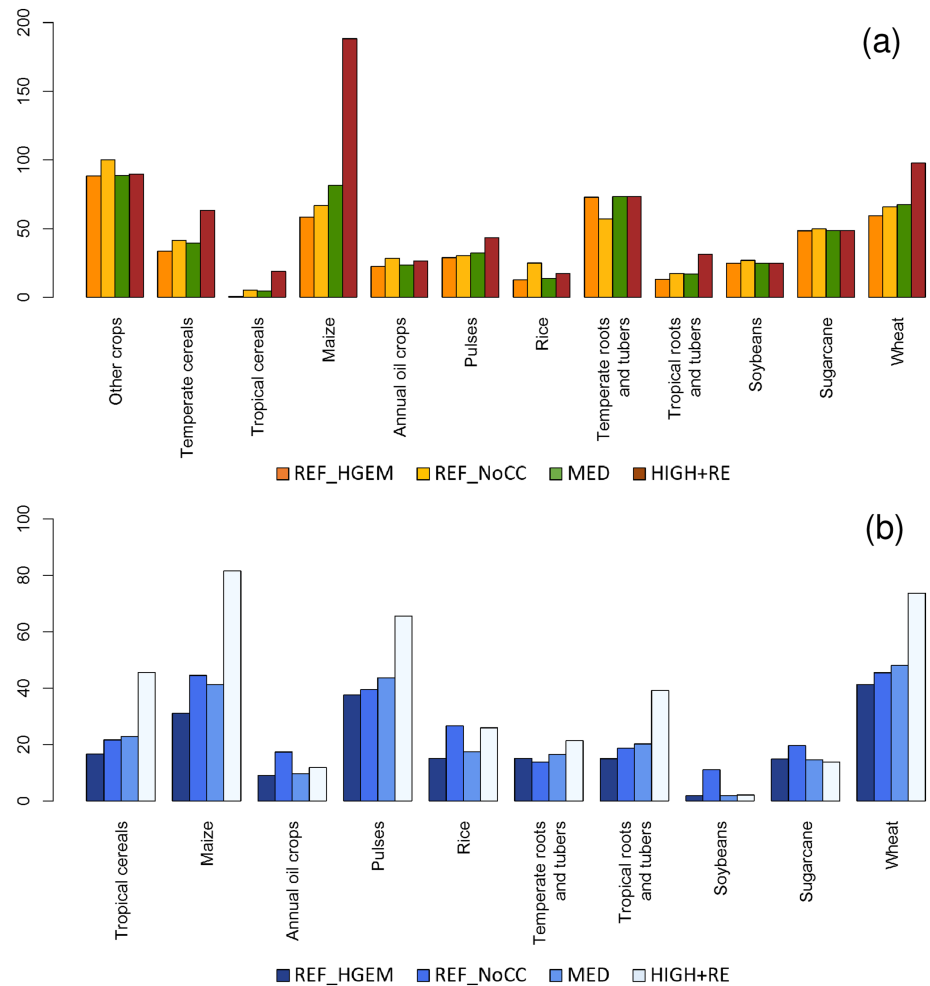 200
(a)
150
100
50
0
Other crops
Temperate cereals
Tropical cereals
Maize
Annual oil crops
Pulses
Rice
Temperate roots
and tubers
Tropical roots
and tubers
Soybeans
Sugarcane
Wheat
REF_HGEM REF_NoCC MED HIGH+RE
100
(b)
80
60
40
20
0
Tropical cereals
Maize
Annual oil crops
Pulses
Rice
Temperate roots
and tubers
Tropical roots
and tubers
Soybeans
Sugarcane
Wheat
REF_HGEM REF_NoCC MED HIGH+RE